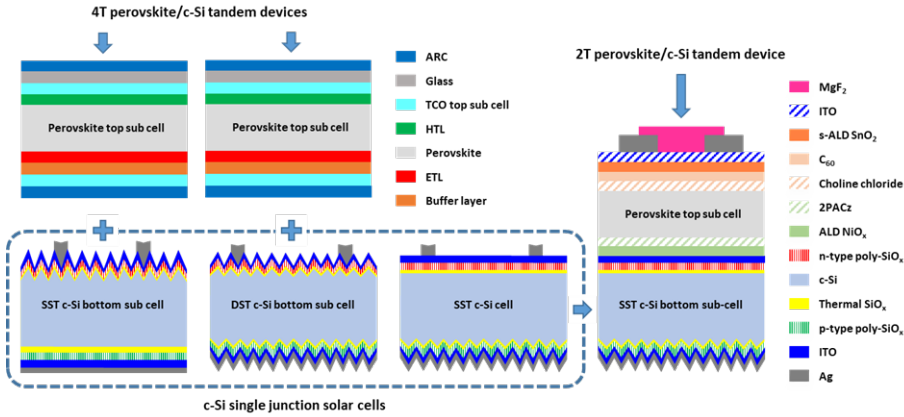 4T perovskite/c-Si tandem devices
2T perovskite/c-Si tandem device
Perovskite top sub cell
Perovskite top sub cell
ARC
Glass
TCO top sub cell
HTL
Perovskite
ETL
Buffer layer
Perovskite top sub cell
MgF₂
ITO
s-ALD SnO₂
C₆₀
Choline chloride
2PACz
ALD NiOₓ
n-type poly-SiOₓ
c-Si
Thermal SiOₓ
p-type poly-SiOₓ
ITO
Ag
SST c-Si bottom sub cell
DST c-Si bottom sub cell
SST c-Si cell
SST c-Si bottom sub-cell
c-Si single junction solar cells